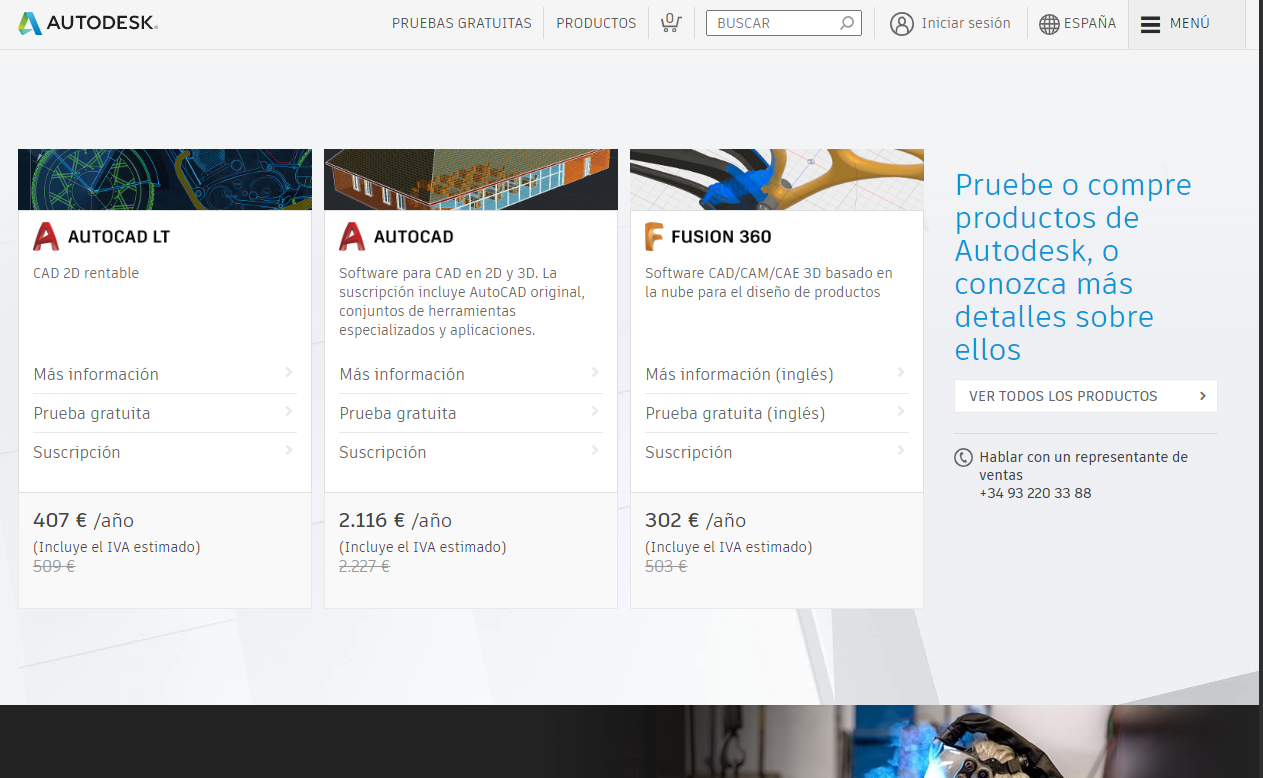 AUTODESK®
PRUEBAS GRATUITAS
PRODUCTOS
0
BUSCAR
Iniciar sesión
ESPAÑA
MENÚ
AUTOCAD LT
CAD 2D rentable
Más información
Prueba gratuita
Suscripción
407 € /año
(Incluye el IVA estimado)
509 €
AUTOCAD
Software para CAD en 2D y 3D. La
suscripción incluye AutoCAD original,
conjuntos de herramientas
especializados y aplicaciones.
Más información
Prueba gratuita
Suscripción
2.116 € /año
(Incluye el IVA estimado)
2.227 €
FUSION 360
Software CAD/CAM/CAE 3D basado en
la nube para el diseño de productos
Más información (inglés)
Prueba gratuita (inglés)
Suscripción
302 € /año
(Incluye el IVA estimado)
503 €
Pruebe o compre
productos de
Autodesk, o
conozca más
detalles sobre
ellos
VER TODOS LOS PRODUCTOS
Hablar con un representante de
ventas
+34 93 220 33 88